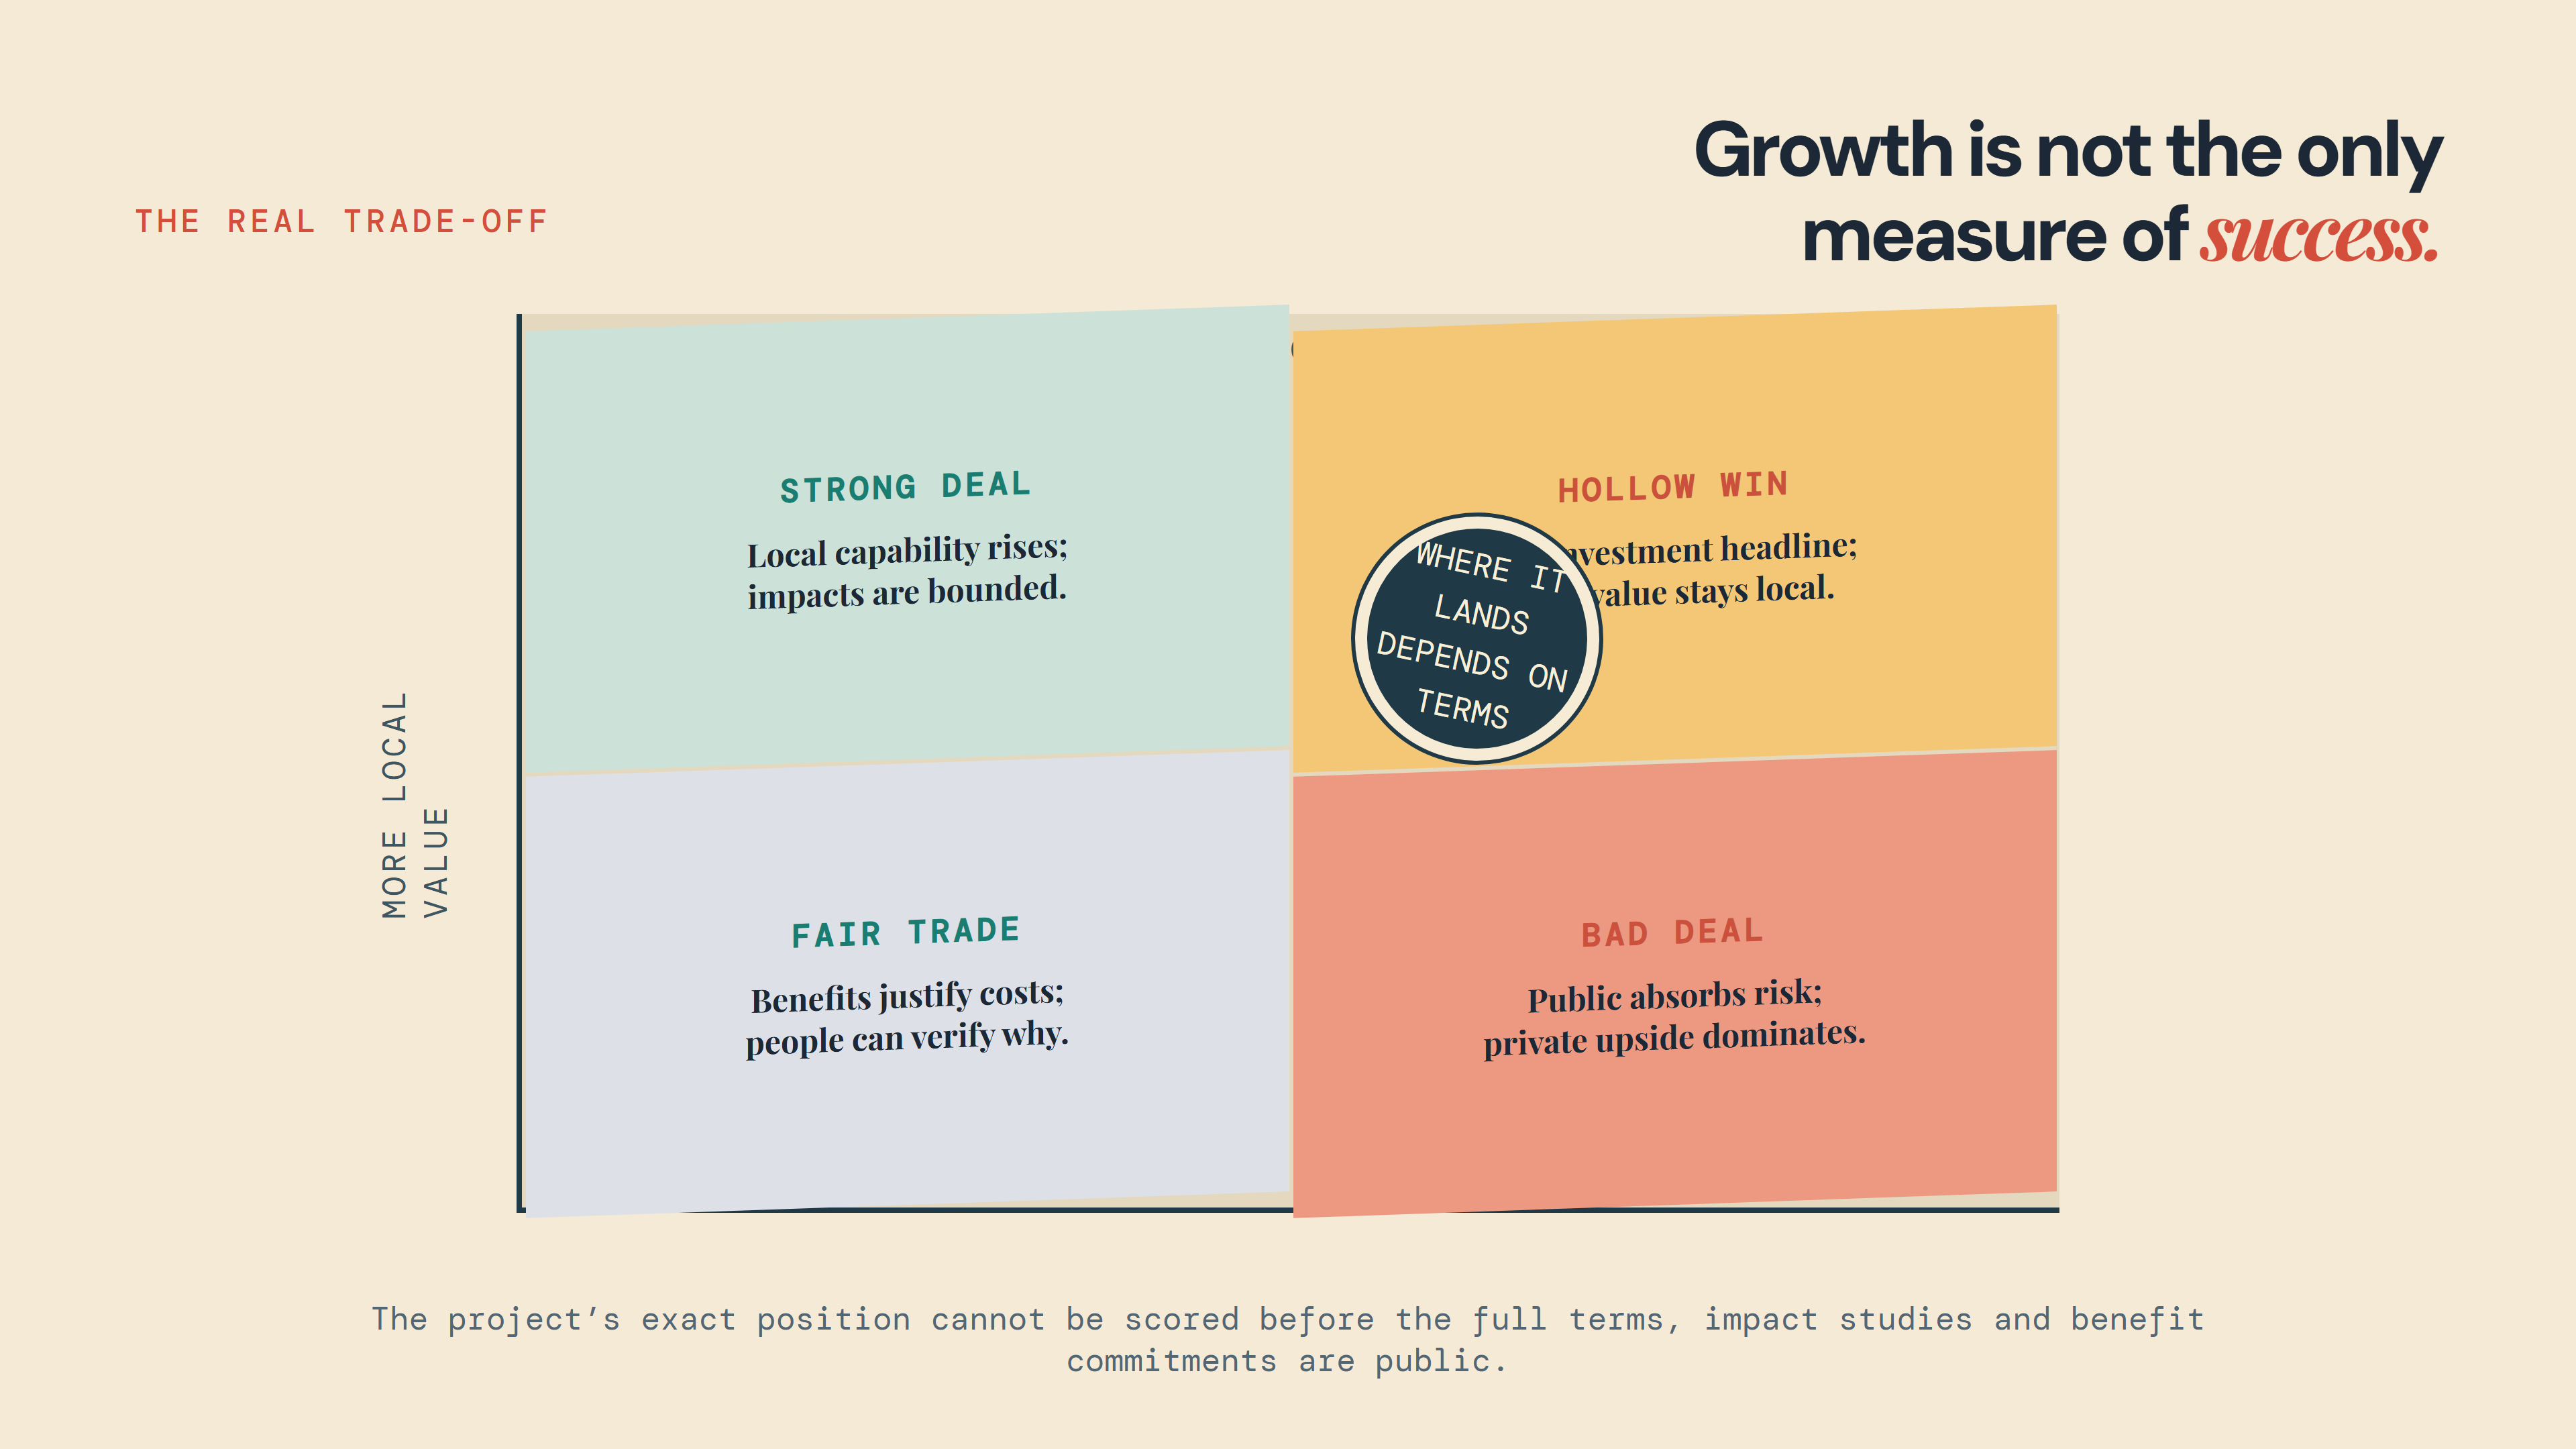 THE REAL TRADE-OFF
Growth is not the only
measure of success.
MORE LOCAL
VALUE
STRONG DEAL
Local capability rises;
impacts are bounded.
HOLLOW WIN
headline;
value stays local.
WHERE IT
LANDS
DEPENDS ON
TERMS
FAIR TRADE
Benefits justify costs;
people can verify why.
BAD DEAL
Public absorbs risk;
private upside dominates.
The project’s exact position cannot be scored before the full terms, impact studies and benefit
commitments are public.